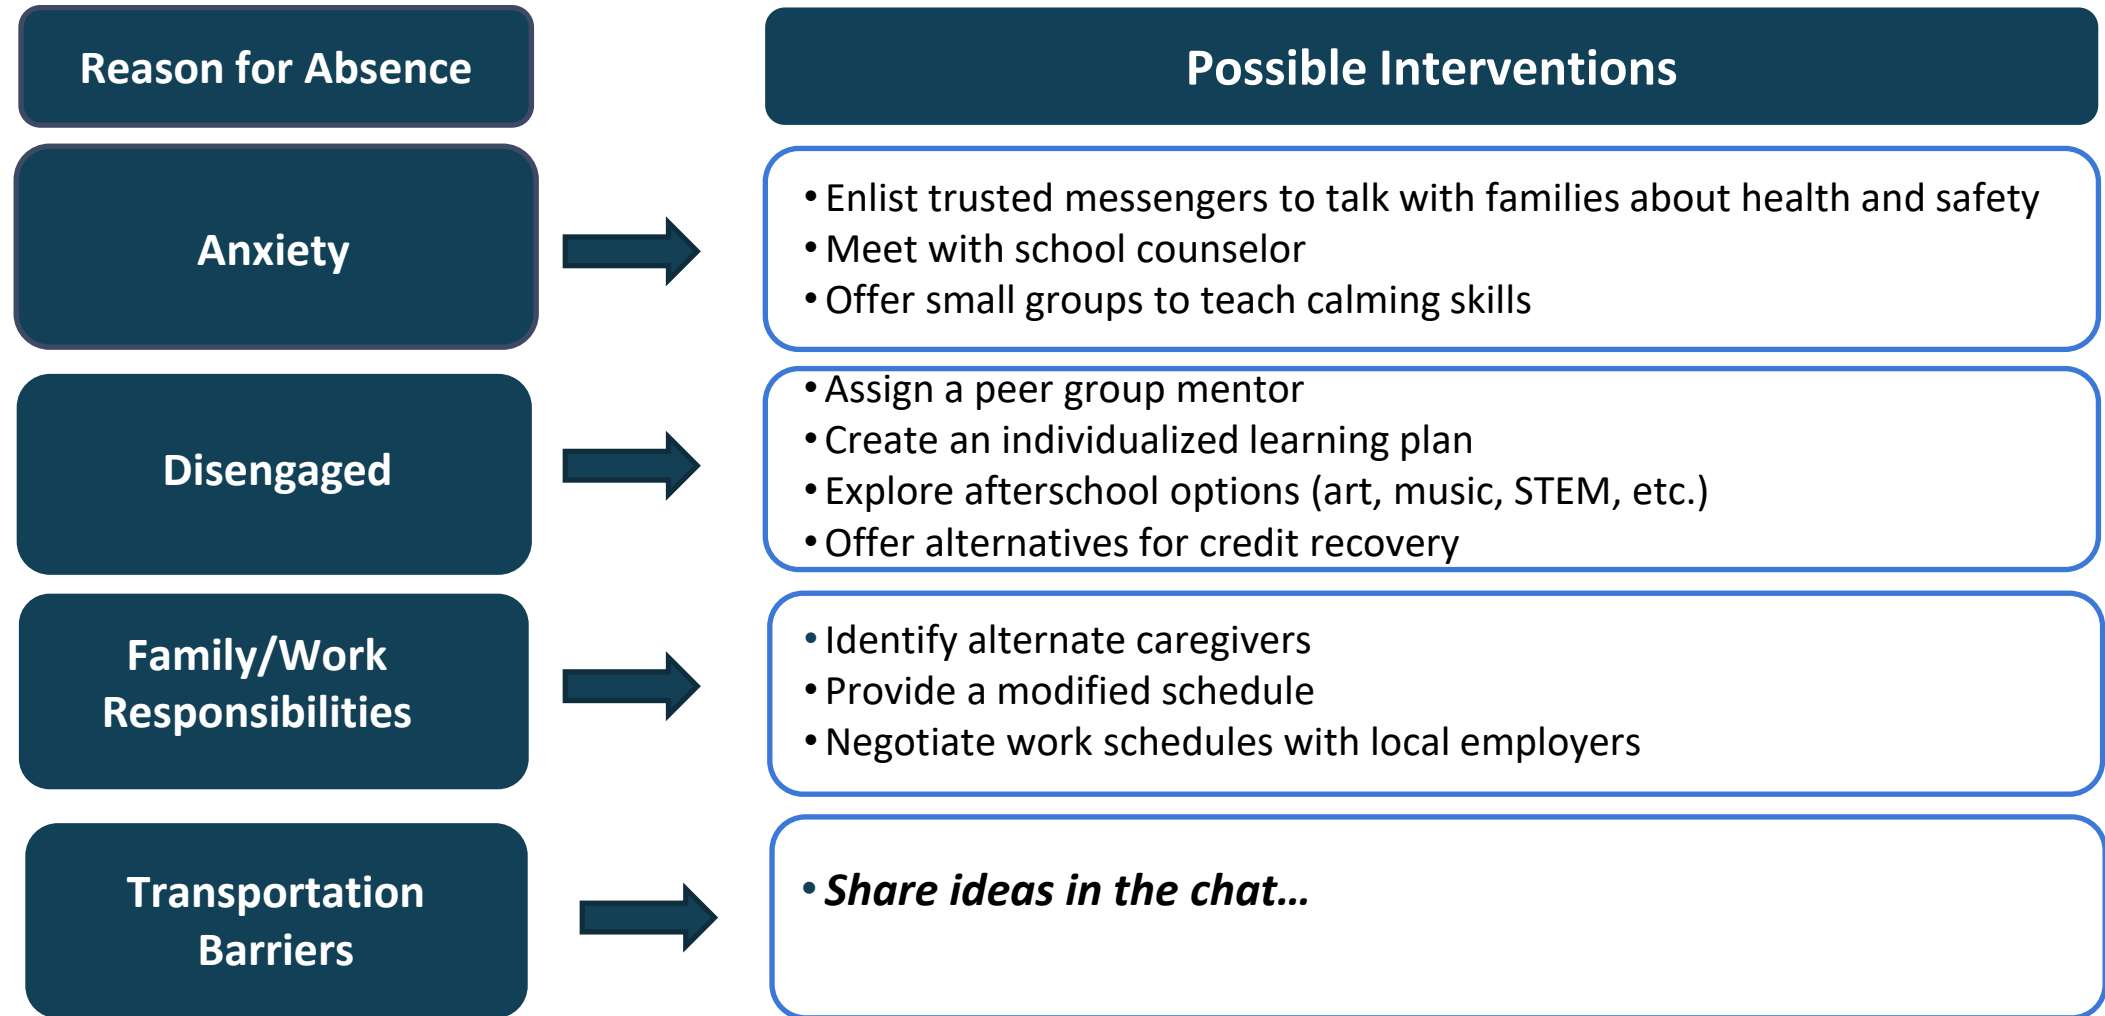 Reason for Absence
Possible Interventions
Anxiety
• Enlist trusted messengers to talk with families about health and safety
• Meet with school counselor
• Offer small groups to teach calming skills
Disengaged
• Assign a peer group mentor
• Create an individualized learning plan
• Explore afterschool options (art, music, STEM, etc.)
• Offer alternatives for credit recovery
Family/Work
Responsibilities
• Identify alternate caregivers
• Provide a modified schedule
• Negotiate work schedules with local employers
Transportation
Barriers
• Share ideas in the chat…